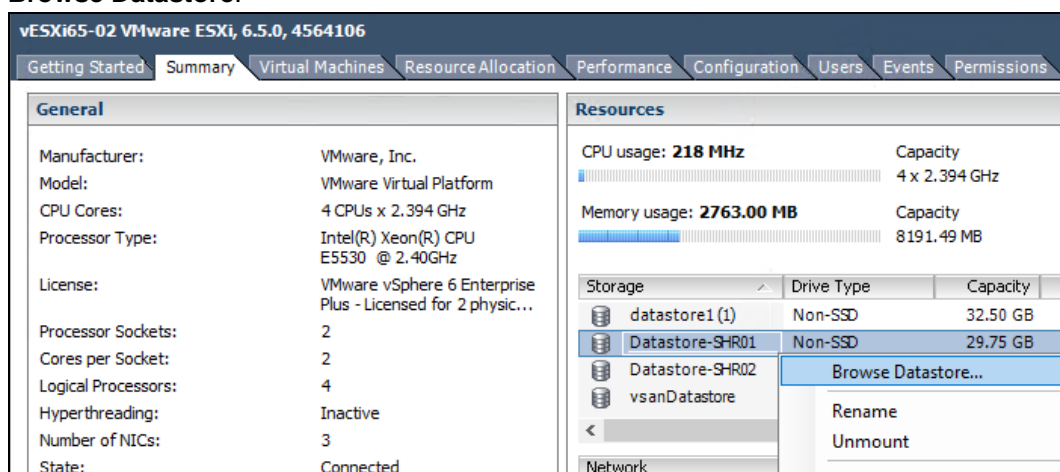 Browse Datastore.
vESXi65-02 VMware ESXi, 6.5.0, 4564106
Getting Started Summary Virtual Machines Resource Allocation Performance Configuration Users Events Permissions
General
Manufacturer: VMware, Inc.
Model: VMware Virtual Platform
CPU Cores: 4 CPUs x 2.394 GHz
Processor Type: Intel(R) Xeon(R) CPU
E5530 @ 2.40GHz
License: VMware vSphere 6 Enterprise
Plus - Licensed for 2 physic...
Processor Sockets: 2
Cores per Socket: 2
Logical Processors: 4
Hyperthreading: Inactive
Number of NICs: 3
State: Connected
Resources
CPU usage: 218 MHz Capacity
4 x 2.394 GHz
Memory usage: 2763.00 MB Capacity
8191.49 MB
Storage Drive Type Capacity
datastore1 (1) Non-SSD 32.50 GB
Datastore-SHR01 Non-SSD 29.75 GB
Datastore-SHR02
vsanDatastore
Browse Datastore...
Rename
Unmount
Network